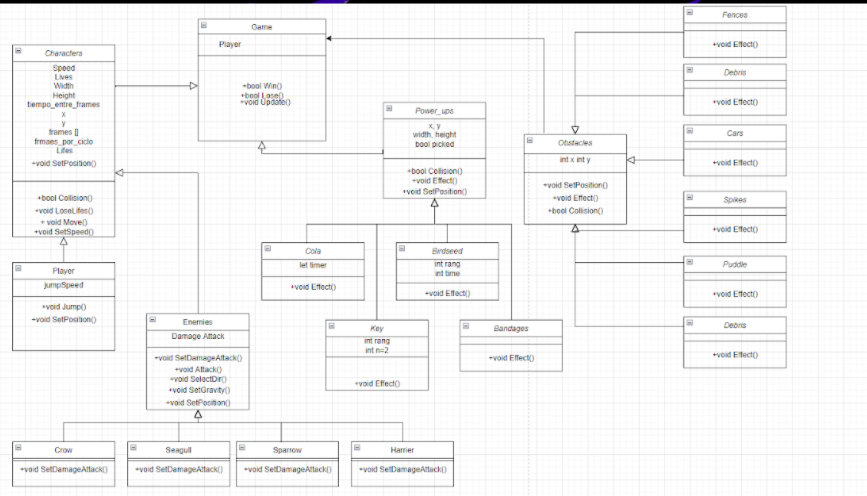 Game
Player
+bool Win()
+bool Lose()
+void Update()
Characters
Speed
Lives
Width
Height
tiempo_entre_frames
x
y
frames []
frmaes_por_ciclo
Lifes
+void SetPosition()
+bool Collision()
+void LoseLifes()
+ void Move()
+void SetSpeed()
Player
jumpSpeed
+void Jump()
+void SetPosition()
Enemies
Damage Attack
+void SetDamageAttack()
+void Attack()
+void SelectDir()
+void SetGravity()
+void SetPosition()
Crow
+void SetDamageAttack()
Seagull
+void SetDamageAttack()
Sparrow
+void SetDamageAttack()
Harrier
+void SetDamageAttack()
Power_ups
x, y
width, height
bool picked
+bool Collision()
+void Effect()
+void SetPosition()
Cola
let timer
+void Effect()
Birdseed
int rang
int time
+void Effect()
Key
int rang
int n=2
+void Effect()
Bandages
+void Effect()
Obstacles
int x int y
+void SetPosition()
+void Effect()
+bool Collision()
Fences
+void Effect()
Debris
+void Effect()
Cars
+void Effect()
Spikes
+void Effect()
Puddle
+void Effect()
Debris
+void Effect()